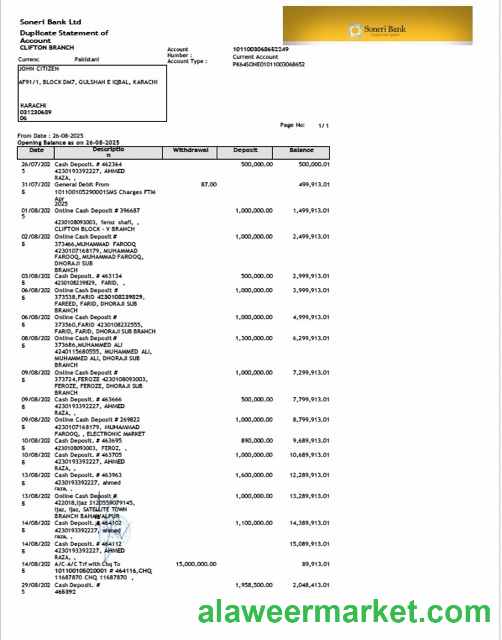 Soneri Bank Ltd
Duplicate Statement of
Account
CLIFTON BRANCH
Soneri Bank
Account
Number :
1011003068652249
Account Type :
Current Account
PK64SONE01011003068652
Currenc Pakistani
JOHN CITIZEN
AF91/1, BLOCK DM7, GULSHAH E IQBAL, KARACHI
KARACHI
031230689
06
Page No: 1/1
From Date : 26-08-2025
Opening Balance as on 26-08-2025
Date Descriptio
n Withdrawal Deposit Balance
26/07/202
5 Cash Deposit. # 462364
4230193392227, AHMED
RAZA, , 500,000.00 500,000.01
31/07/202
5 General Debit From
101100105290001SMS Charges FTM
Apr
2025 87.00 499,913.01
01/08/202
5 Online Cash Deposit # 396687
4230108093003, feroz shafi, ,
CLIFTON BLOCK - V BRANCH 1,000,000.00 1,499,913.01
02/08/202
5 Online Cash Deposit #
373466,MUHAMMAD FAROOQ
4230107168179, MUHAMMAD
FAROOQ, MUHAMMAD FAROOQ,
DHORAJI SUB
BRANCH 1,000,000.00 2,499,913.01
03/08/202
5 Cash Deposit. # 463134
4230108239829, FARID, , 500,000.00 2,999,913.01
06/08/202
5 Online Cash Deposit #
373538,FARID 4230108239829,
FAREED, FARID, DHORAJI SUB
BRANCH 1,000,000.00 3,999,913.01
06/08/202
5 Online Cash Deposit #
373560,FARID 4230108232555,
FARID, FARID, DHORAJI SUB BRANCH 1,000,000.00 4,999,913.01
08/08/202
5 Online Cash Deposit #
373686,MUHAMMED ALI
4240115680555, MUHAMMED ALI,
MUHAMMED ALI, DHORAJI SUB
BRANCH 1,300,000.00 6,299,913.01
09/08/202
5 Online Cash Deposit #
373724,FEROZE 4230108093003,
FEROZE, FEROZE, DHORAJI SUB
BRANCH 1,000,000.00 7,299,913.01
09/08/202
5 Cash Deposit. # 463666
4230193392227, AHMED
RAZA, , 500,000.00 7,799,913.01
09/08/202
5 Online Cash Deposit # 269822
4230107168179, MUHAMMAD
FAROOQ, , ELECTRONIC MARKET 1,000,000.00 8,799,913.01
10/08/202
5 Cash Deposit. # 463695
4230108093003, FEROZ, , 890,000.00 9,689,913.01
10/08/202
5 Cash Deposit. # 463705
4230193392227, AHMED
RAZA, , 1,000,000.00 10,689,913.01
13/08/202
5 Cash Deposit. # 463963
4230193392227, ahmed
raza, , 1,600,000.00 12,289,913.01
13/08/202
5 Online Cash Deposit #
422018,Ijaz 3120558079145,
Ijaz, Ijaz, SATELLITE TOWN
BRANCH BAHAWALPUR 1,000,000.00 13,289,913.01
14/08/202
5 Cash Deposit. # 464102
4230193392227, ahmed
raza, , 1,100,000.00 14,389,913.01
14/08/202
5 Cash Deposit. # 464112
4230193392227, AHMED
RAZA, , 15,089,913.01
14/08/202
5 A/C-A/C Trf with Chq To
101100105020001 # 464116,CHQ
11687870 CHQ 11687870 , 15,000,000.00 89,913.01
29/08/202
5 Cash Deposit. #
465392 1,958,500.00 2,048,413.01
alaweermarket.com